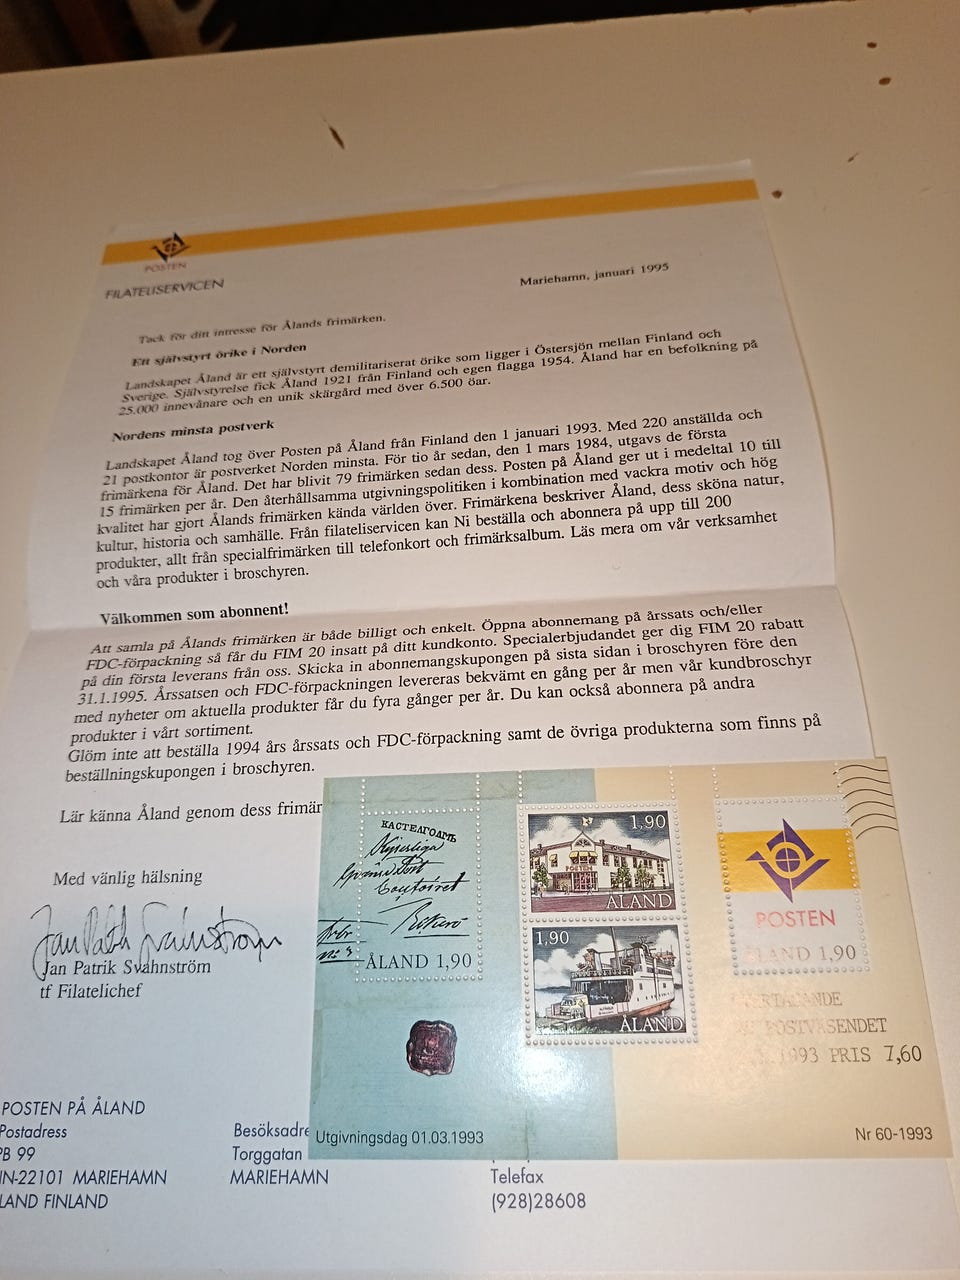 POSTEN
FILATELISERVICEN
Mariehamn, januari 1995
Tack för ditt intresse för Ålands frimärken.
Ett självstyrt örike i Norden
Landskapet Åland är ett självstyrt demilitariserat örike som ligger i Östersjön mellan Finland och
Sverige. Självstyrelse fick Åland 1921 från Finland och egen flagga 1954. Åland har en befolkning på
25.000 innevånare och en unik skärgård med över 6.500 öar.
Nordens minsta postverk
Landskapet Åland tog över Posten på Åland från Finland den 1 januari 1993. Med 220 anställda och
21 postkontor är postverket Norden minsta. För tio år sedan, den 1 mars 1984, utgavs de första
frimärkena för Åland. Det har blivit 79 frimärken sedan dess. Posten på Åland ger ut i medeltal 10 till
15 frimärken per år. Den återhållsamma utgivningspolitiken i kombination med vackra motiv och hög
kvalitet har gjort Ålands frimärken kända världen över. Frimärkena beskriver Åland, dess sköna natur,
kultur, historia och samhälle. Från filateliservicen kan Ni beställa och abonnera på upp till 200
produkter, allt från specialfrimärken till telefonkort och frimärksalbum. Läs mera om vår verksamhet
och våra produkter i broschyren.
Välkommen som abonnent!
Att samla på Ålands frimärken är både billigt och enkelt. Öppna abonnemang på årssats och/eller
FDC-förpackning så får du FIM 20 insatt på ditt kundkonto. Specialerbjudandet ger dig FIM 20 rabatt
på din första leverans från oss. Skicka in abonnemangskupongen på sista sidan i broschyren före den
31.1.1995. Årssatsen och FDC-förpackningen levereras bekvämt en gång per år men vår kundbroschyr
med nyheter om aktuella produkter får du fyra gånger per år. Du kan också abonnera på andra
produkter i vårt sortiment.
Glöm inte att beställa 1994 års årssats och FDC-förpackning samt de övriga produkterna som finns på
beställningskupongen i broschyren.
Lär känna Åland genom dess frimär
Med vänlig hälsning
Jan Patrik Svahnström
tf Filatelichef
КАСТЕЛГОЛМЪ
ÅLAND 1,90
1,90
POSTEN
ÅLAND
1,90
ÅLAND
POSTEN
ÅLAND 1,90
POSTVÄSENDET
1993 PRIS 7,60
Utgivningsdag 01.03.1993
Nr 60-1993
POSTEN PÅ ÅLAND
Postadress
PB 99
IN-22101 MARIEHAMN
LAND FINLAND
Besöksadre
Torggatan
MARIEHAMN
Telefax
(928)28608